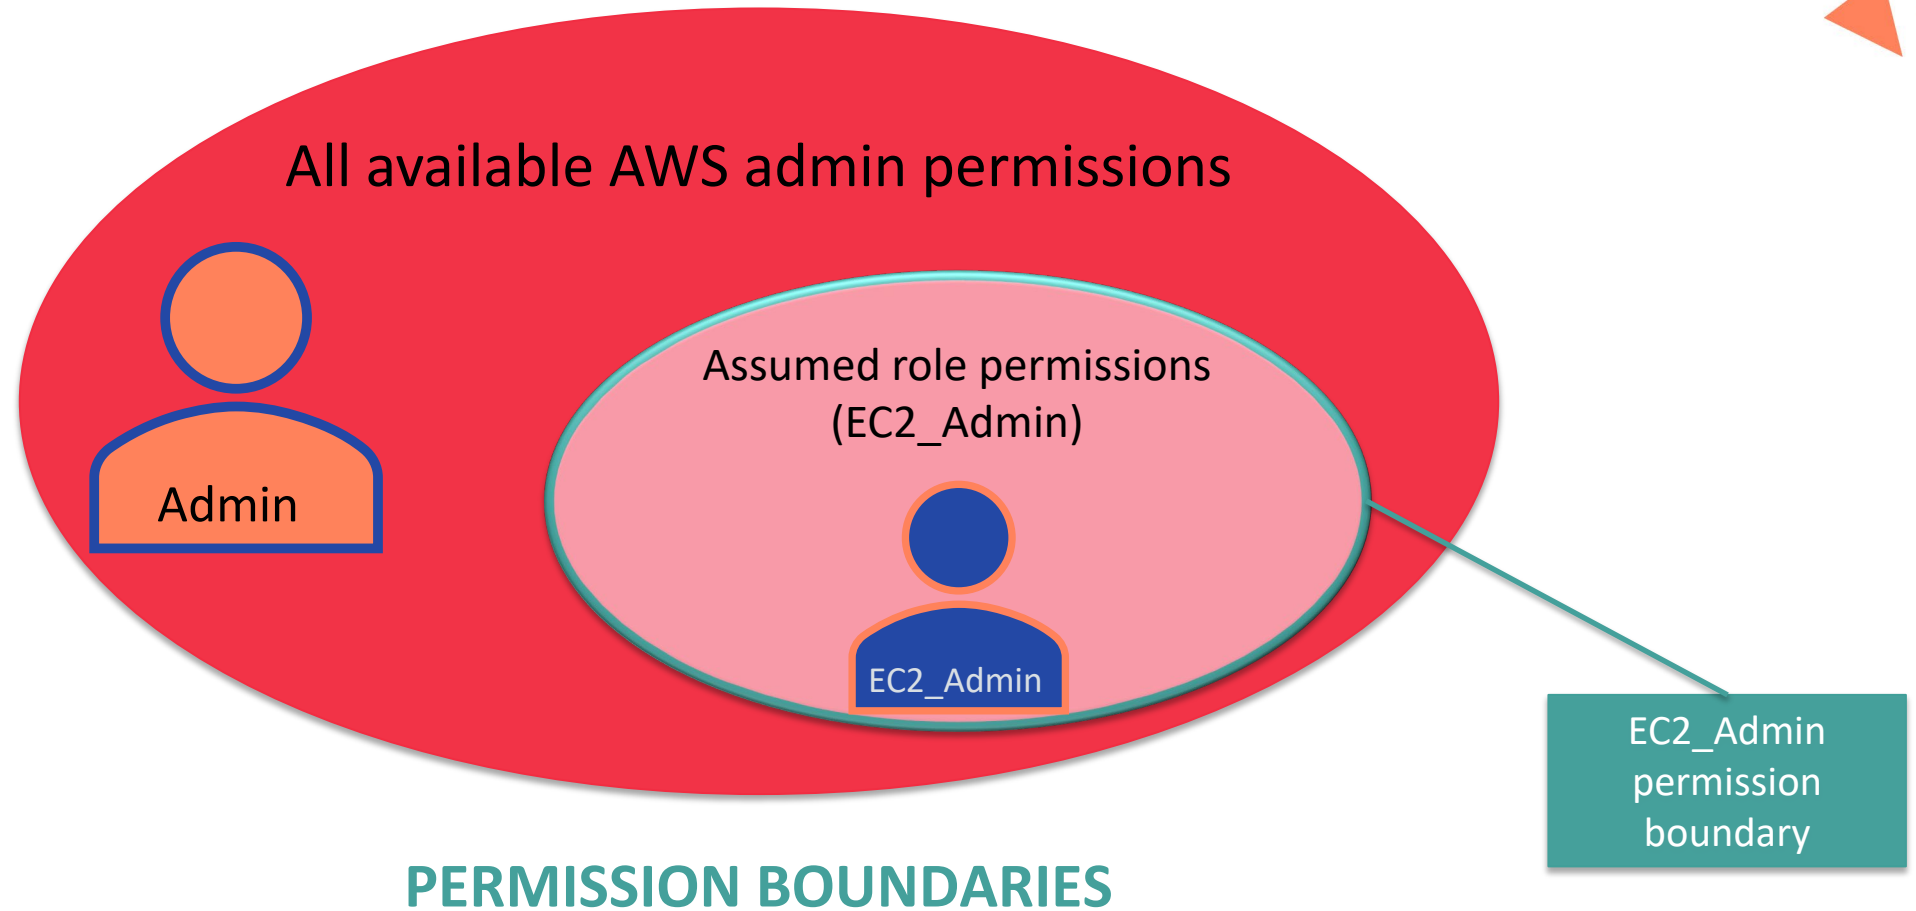 All available AWS admin permissions
Assumed role permissions
(EC2_Admin)
Admin
EC2_Admin
EC2_Admin
permission
boundary
PERMISSION BOUNDARIES